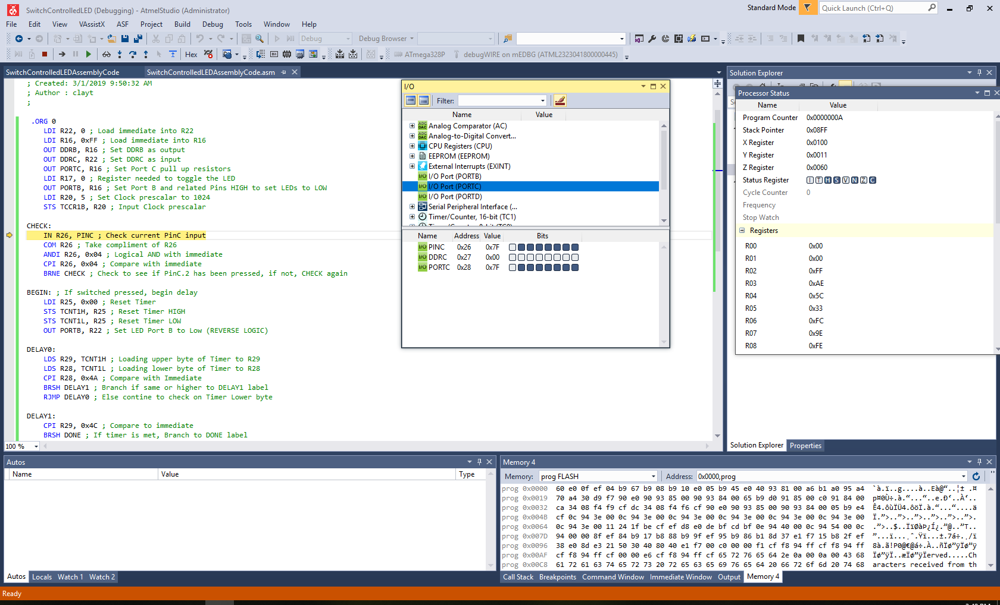 SwitchControlledLED (Debugging) - AtmelStudio (Administrator)
Standard Mode
Quick Launch (Ctrl+Q)
File Edit View VAssistX ASF Project Build Debug Tools Window Help
Debug Debug Browser
Hex ATmega328P debugWIRE on mEDBG (ATML2323041800000445)
SwitchControlledLEDAssemblyCode SwitchControlledLEDAssemblyCode.asm
; Created: 3/1/2019 9:50:32 AM
; Author : clayt
;
.ORG 0
LDI R22, 0 ; Load immediate into R22
LDI R16, 0xFF ; Load immediate into R16
OUT DDRB, R16 ; Set DDRB as output
OUT DDRC, R22 ; Set DDRC as input
OUT PORTC, R16 ; Set Port C pull up resistors
LDI R17, 0 ; Register needed to toggle the LED
OUT PORTB, R16 ; Set Port B and related Pins HIGH to set LEDs to LOW
LDI R20, 5 ; Set Clock prescalar to 1024
STS TCCR1B, R20 ; Input Clock prescalar
CHECK:
IN R26, PINC ; Check current PinC input
COM R26 ; Take compliment of R26
ANDI R26, 0x04 ; Logical AND with immediate
CPI R26, 0x04 ; Compare with immediate
BRNE CHECK ; Check to see if PinC.2 has been pressed, if not, CHECK again
BEGIN: ; If switched pressed, begin delay
LDI R25, 0x00 ; Reset Timer
STS TCNT1H, R25 ; Reset Timer HIGH
STS TCNT1L, R25 ; Reset Timer LOW
OUT PORTB, R22 ; Set LED Port B to Low (REVERSE LOGIC)
DELAY0:
LDS R29, TCNT1H ; Loading upper byte of Timer to R29
LDS R28, TCNT1L ; Loading lower byte of Timer to R28
CPI R28, 0x4A ; Compare with Immediate
BRSH DELAY1 ; Branch if same or higher to DELAY1 label
RJMP DELAY0 ; Else contine to check on Timer Lower byte
DELAY1:
CPI R29, 0x4C ; Compare to immediate
BRSH DONE ; If timer is met, Branch to DONE label
100 %
I/O
Filter:
Name Value
Analog Comparator (AC)
Analog-to-Digital Convert...
CPU Registers (CPU)
EEPROM (EEPROM)
External Interrupts (EXINT)
I/O Port (PORTB)
I/O Port (PORTC)
I/O Port (PORTD)
Serial Peripheral Interface (...
Timer/Counter, 16-bit (TC1)
Name Address Value Bits
PINC 0x26 0x7F
DDRC 0x27 0x00
PORTC 0x28 0x7F
Solution Explorer
Processor Status
Name Value
Program Counter 0x0000000A
Stack Pointer 0x08FF
X Register 0x0100
Y Register 0x0011
Z Register 0x0060
Status Register I T H S V N Z C
Cycle Counter 0
Frequency
Stop Watch
Registers
R00 0x00
R01 0x00
R02 0xFF
R03 0xAE
R04 0x5C
R05 0x33
R06 0xFC
R07 0x9E
R08 0xFE
Solution Explorer Properties
Autos
Name Value Type
Autos Locals Watch 1 Watch 2
Memory 4
Memory: prog FLASH Address: 0x0000,prog
prog 0x0000 60 e0 0f ef 04 b9 67 b9 08 b9 10 e0 05 b9 45 e0 40 93 81 00 a6 b1 a0 95 a4
prog 0x0019 70 a4 30 d9 f7 90 e0 90 93 85 00 90 93 84 00 65 b9 d0 91 85 00 c0 91 84 00
prog 0x0032 ca 34 08 f4 f9 cf dc 34 08 f4 f6 cf 90 e0 90 93 85 00 90 93 84 00 05 b9 e4
prog 0x004B cf 0c 94 3e 00 0c 94 3e 00 0c 94 3e 00 0c 94 3e 00 0c 94 3e 00 0c 94 3e 00
prog 0x0064 0c 94 3e 00 11 24 1f be cf ef d8 e0 de bf cd bf 0e 94 40 00 0c 94 54 00 0c
prog 0x007D 94 00 00 8f ef 84 b9 17 b8 88 b9 9f ef 95 b9 86 b1 8d 37 e1 f7 15 b8 2f ef
prog 0x0096 38 e0 8d e3 21 50 30 40 80 40 e1 f7 00 c0 00 00 f1 cf f8 94 ff cf f8 94 ff
prog 0x00AF cf f8 94 ff cf 00 00 e6 cf f8 94 ff cf 65 72 76 65 64 2e 0a 00 0a 00 43 68
prog 0x00C8 61 72 61 63 74 65 72 73 20 72 65 63 65 69 76 65 64 20 66 72 6f 6d 20 74 68 aracters received from th
Call Stack Breakpoints Command Window Immediate Window Output Memory 4
Ready